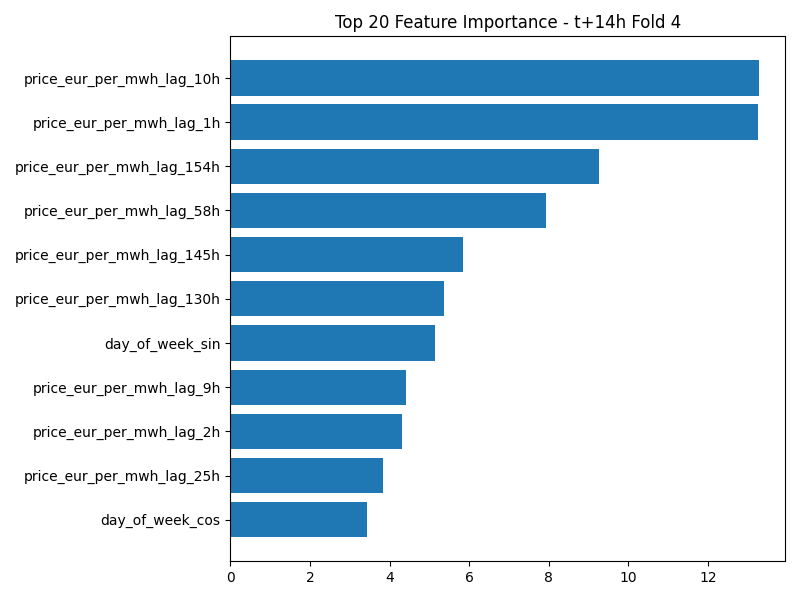 Top 20 Feature Importance - t+14h Fold 4
price_eur_per_mwh_lag_10h
price_eur_per_mwh_lag_1h
price_eur_per_mwh_lag_154h
price_eur_per_mwh_lag_58h
price_eur_per_mwh_lag_145h
price_eur_per_mwh_lag_130h
day_of_week_sin
price_eur_per_mwh_lag_9h
price_eur_per_mwh_lag_2h
price_eur_per_mwh_lag_25h
day_of_week_cos
0 2 4 6 8 10 12